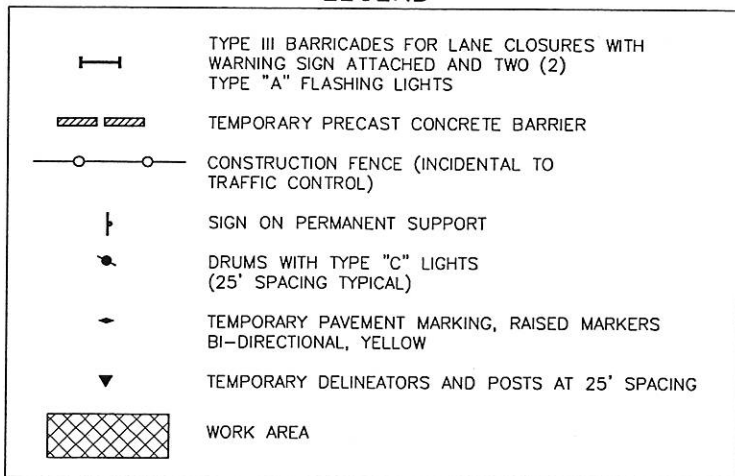 LEGEND
TYPE III BARRICADES FOR LANE CLOSURES WITH
WARNING SIGN ATTACHED AND TWO (2)
TYPE "A" FLASHING LIGHTS
TEMPORARY PRECAST CONCRETE BARRIER
CONSTRUCTION FENCE (INCIDENTAL TO
TRAFFIC CONTROL)
SIGN ON PERMANENT SUPPORT
DRUMS WITH TYPE "C" LIGHTS
(25' SPACING TYPICAL)
TEMPORARY PAVEMENT MARKING, RAISED MARKERS
BI-DIRECTIONAL, YELLOW
TEMPORARY DELINEATORS AND POSTS AT 25' SPACING
WORK AREA